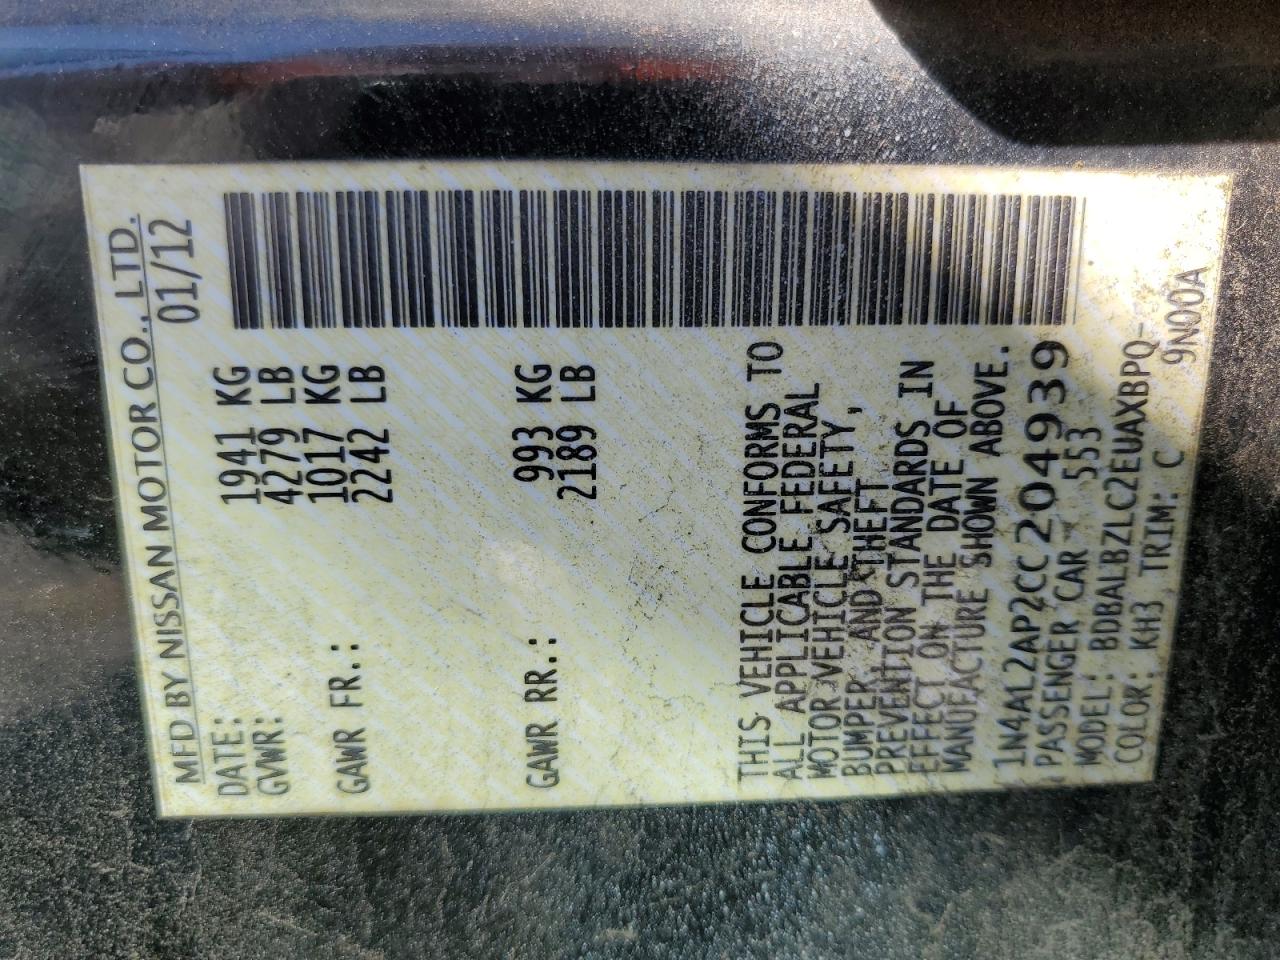 MFD BY NISSAN MOTOR CO., LTD.
DATE: 01/12
GVWR: 1941 KG
4279 LB
GAWR FR.: 1017 KG
2242 LB
GAWR RR.: 993 KG
2189 LB
THIS VEHICLE CONFORMS TO
ALL APPLICABLE FEDERAL
MOTOR VEHICLE SAFETY,
BUMPER, AND THEFT
PREVENTION STANDARDS IN
EFFECT ON THE DATE OF
MANUFACTURE SHOWN ABOVE.
1N4AL2AP2CC204939
PASSENGER CAR 553
MODEL: BDBALBZLC2EUAXBPQ-
COLOR: KH3 TRIM: C 9N00A